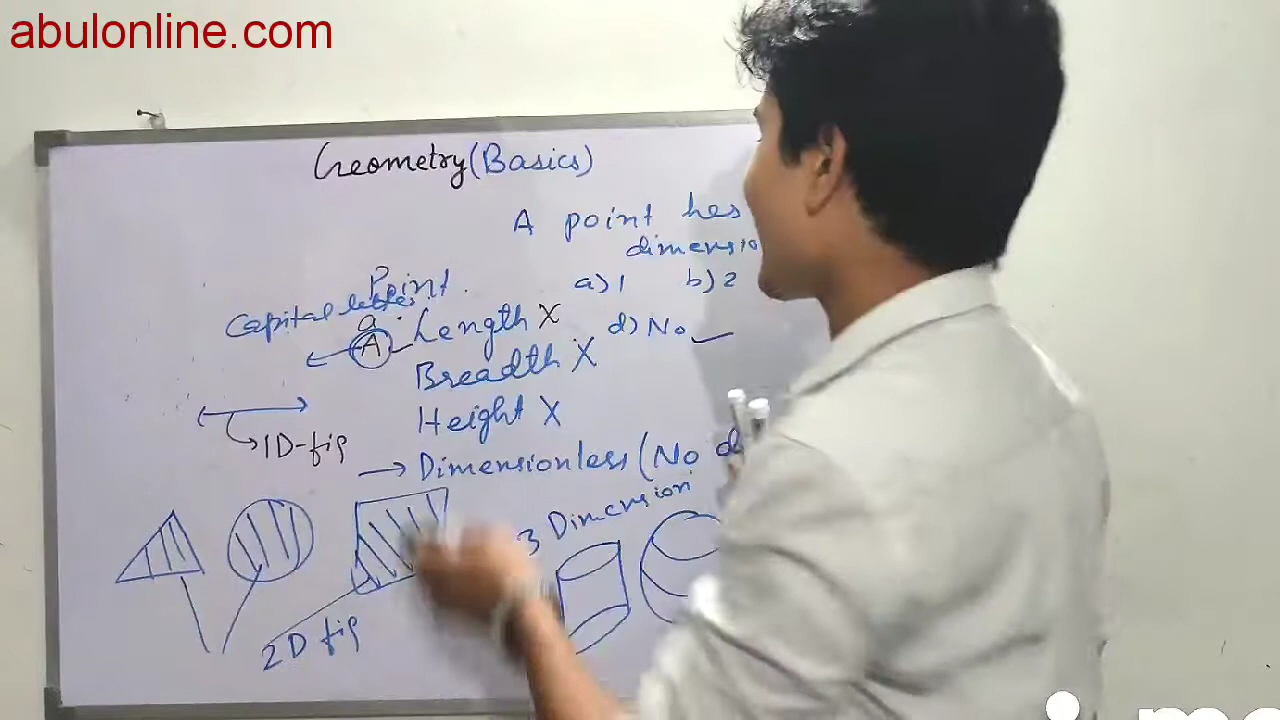 abulonline.com
Geometry (Basics)
A point has
dimensio
a) 1 b) 2
d) No
Point.
Capital letter
a
A
Length X
Breadth X
Height X
1D-fig
Dimensionless (No d
3 Dimension
2D fig